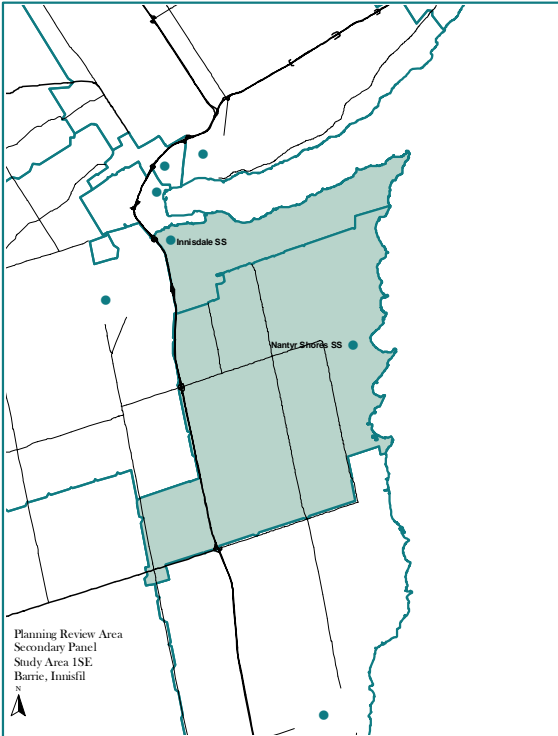 Innisdale SS
Nantyr Shores SS
Planning Review Area
Secondary Panel
Study Area 1SE
Barrie, Innisfil
N